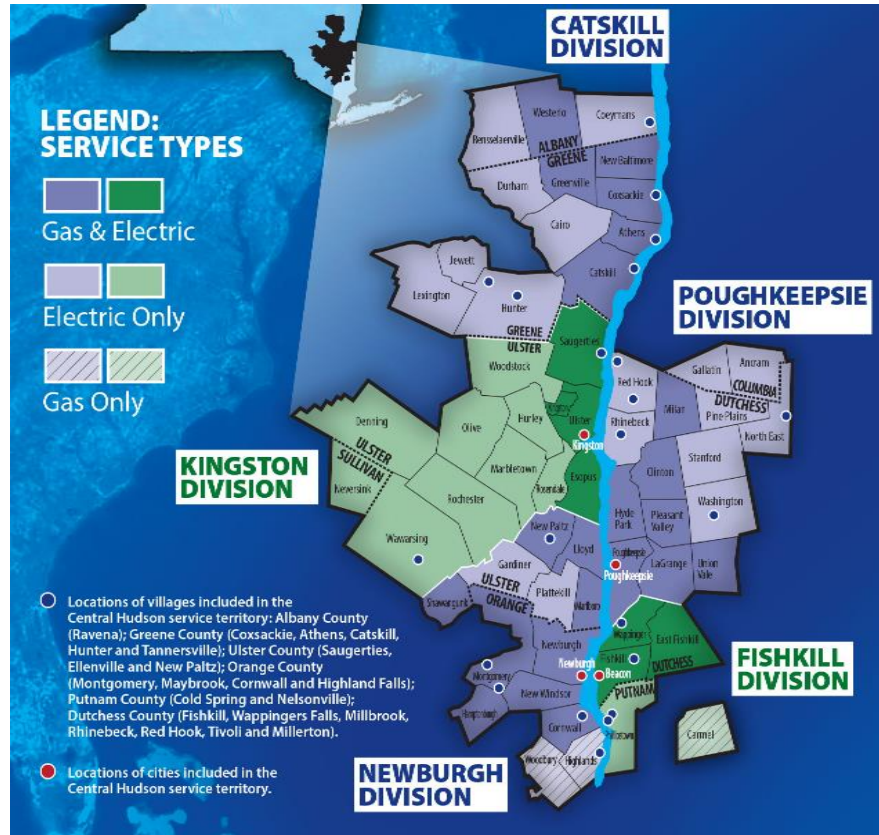 CATSKILL
DIVISION
LEGEND:
SERVICE TYPES
Gas & Electric
Electric Only
Gas Only
Westerlo
Coeymans
Rensselaerville
ALBANY
GREENE
New Baltimore
Durham
Greenville
Coxsackie
Cairo
Athens
Catskill
Jewett
Lexington
Hunter
GREENE
ULSTER
POUGHKEEPSIE
DIVISION
Saugerties
Woodstock
Gallatin
Ancram
COLUMBIA
DUTCHESS
Red Hook
Milan
Pine Plains
North East
Denning
Olive
Hurley
Ulster
Kingston
Rhinebeck
Stanford
ULSTER
SULLIVAN
Neversink
KINGSTON
DIVISION
Marbletown
Rosendale
Esopus
Clinton
Washington
Rochester
Wawarsing
Hyde
Park
Pleasant
Valley
New Paltz
Lloyd
Poughkeepsie
Poughkeepsie
LaGrange
Union
Vale
Gardiner
ULSTER
ORANGE
Plattekill
Marlboro
Shawangunk
Locations of villages included in the
Central Hudson service territory: Albany County
(Ravena); Greene County (Coxsackie, Athens, Catskill,
Hunter and Tannersville); Ulster County (Saugerties,
Ellenville and New Paltz); Orange County
(Montgomery, Maybrook, Cornwall and Highland Falls);
Putnam County (Cold Spring and Nelsonville);
Dutchess County (Fishkill, Wappingers Falls, Millbrook,
Rhinebeck, Red Hook, Tivoli and Millerton).
Newburgh
Wappinger
East Fishkill
Fishkill
DUTCHESS
Newburgh
Beacon
PUTNAM
FISHKILL
DIVISION
Montgomery
New Windsor
Hamptonburgh
Cornwall
Philipstown
Carmel
Woodbury
Highlands
Locations of cities included in the
Central Hudson service territory.
NEWBURGH
DIVISION